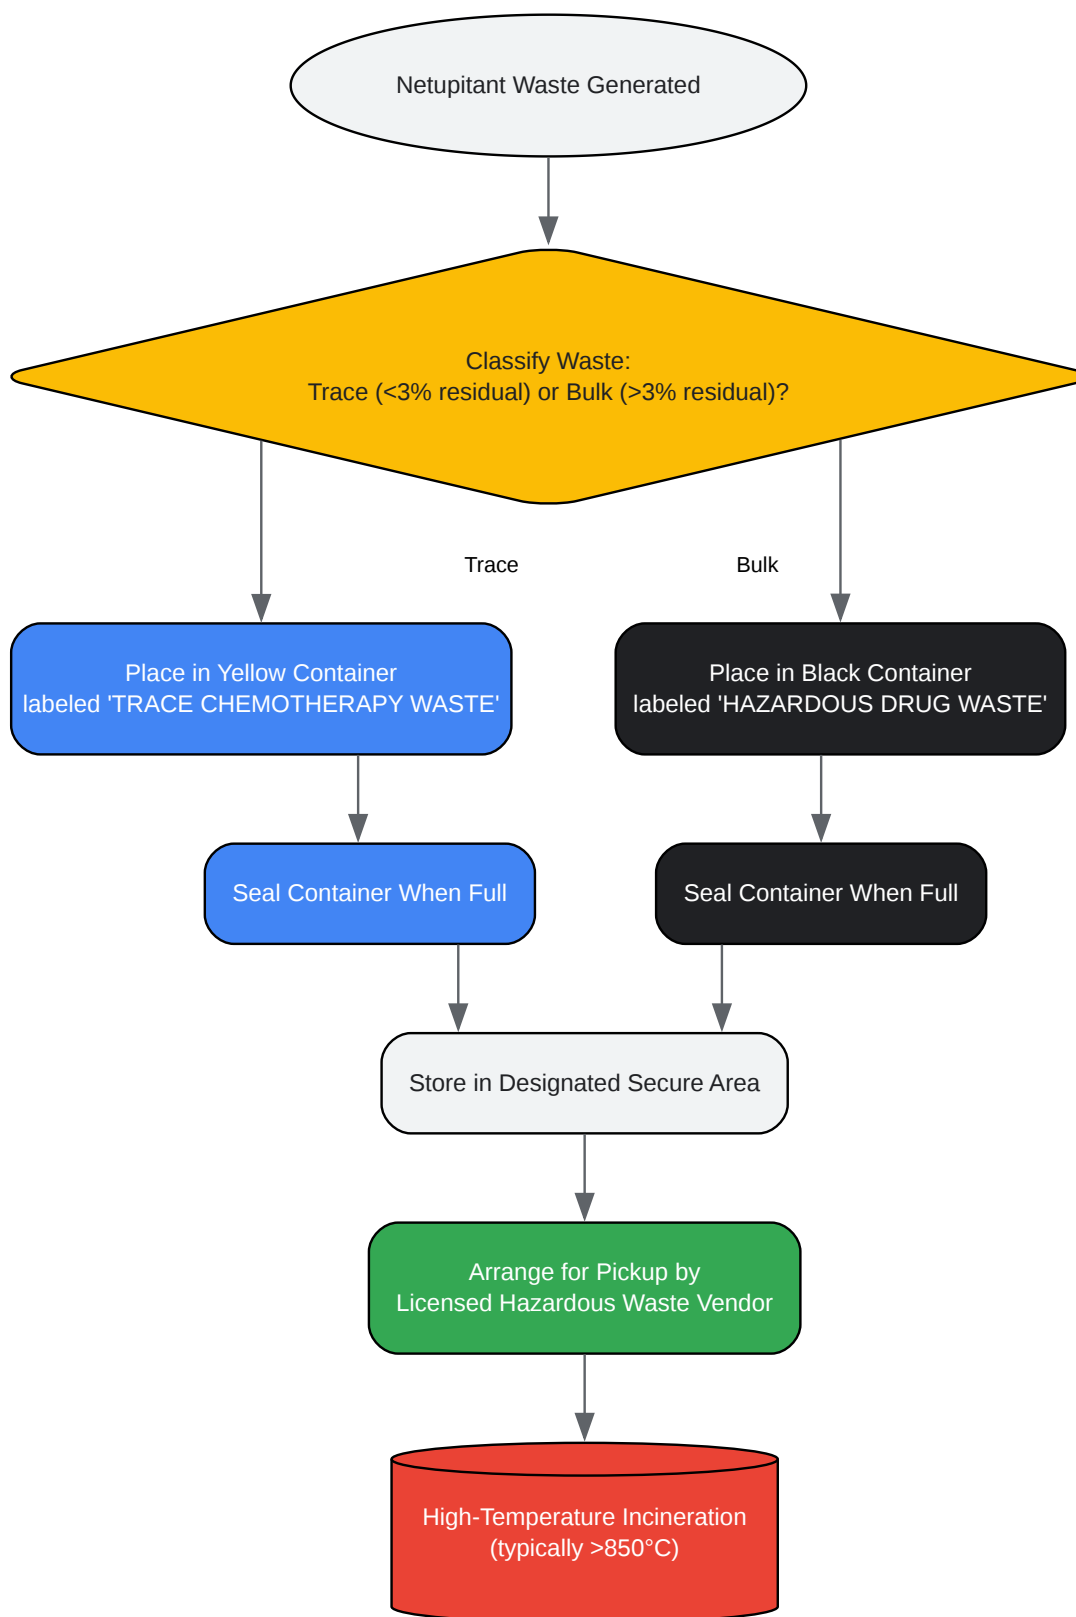 Netupitant Waste Generated
Classify Waste:
Trace (<3% residual) or Bulk (>3% residual)?
Trace
Bulk
Place in Yellow Container
labeled 'TRACE CHEMOTHERAPY WASTE'
Place in Black Container
labeled 'HAZARDOUS DRUG WASTE'
Seal Container When Full
Seal Container When Full
Store in Designated Secure Area
Arrange for Pickup by
Licensed Hazardous Waste Vendor
High-Temperature Incineration
(typically >850°C)